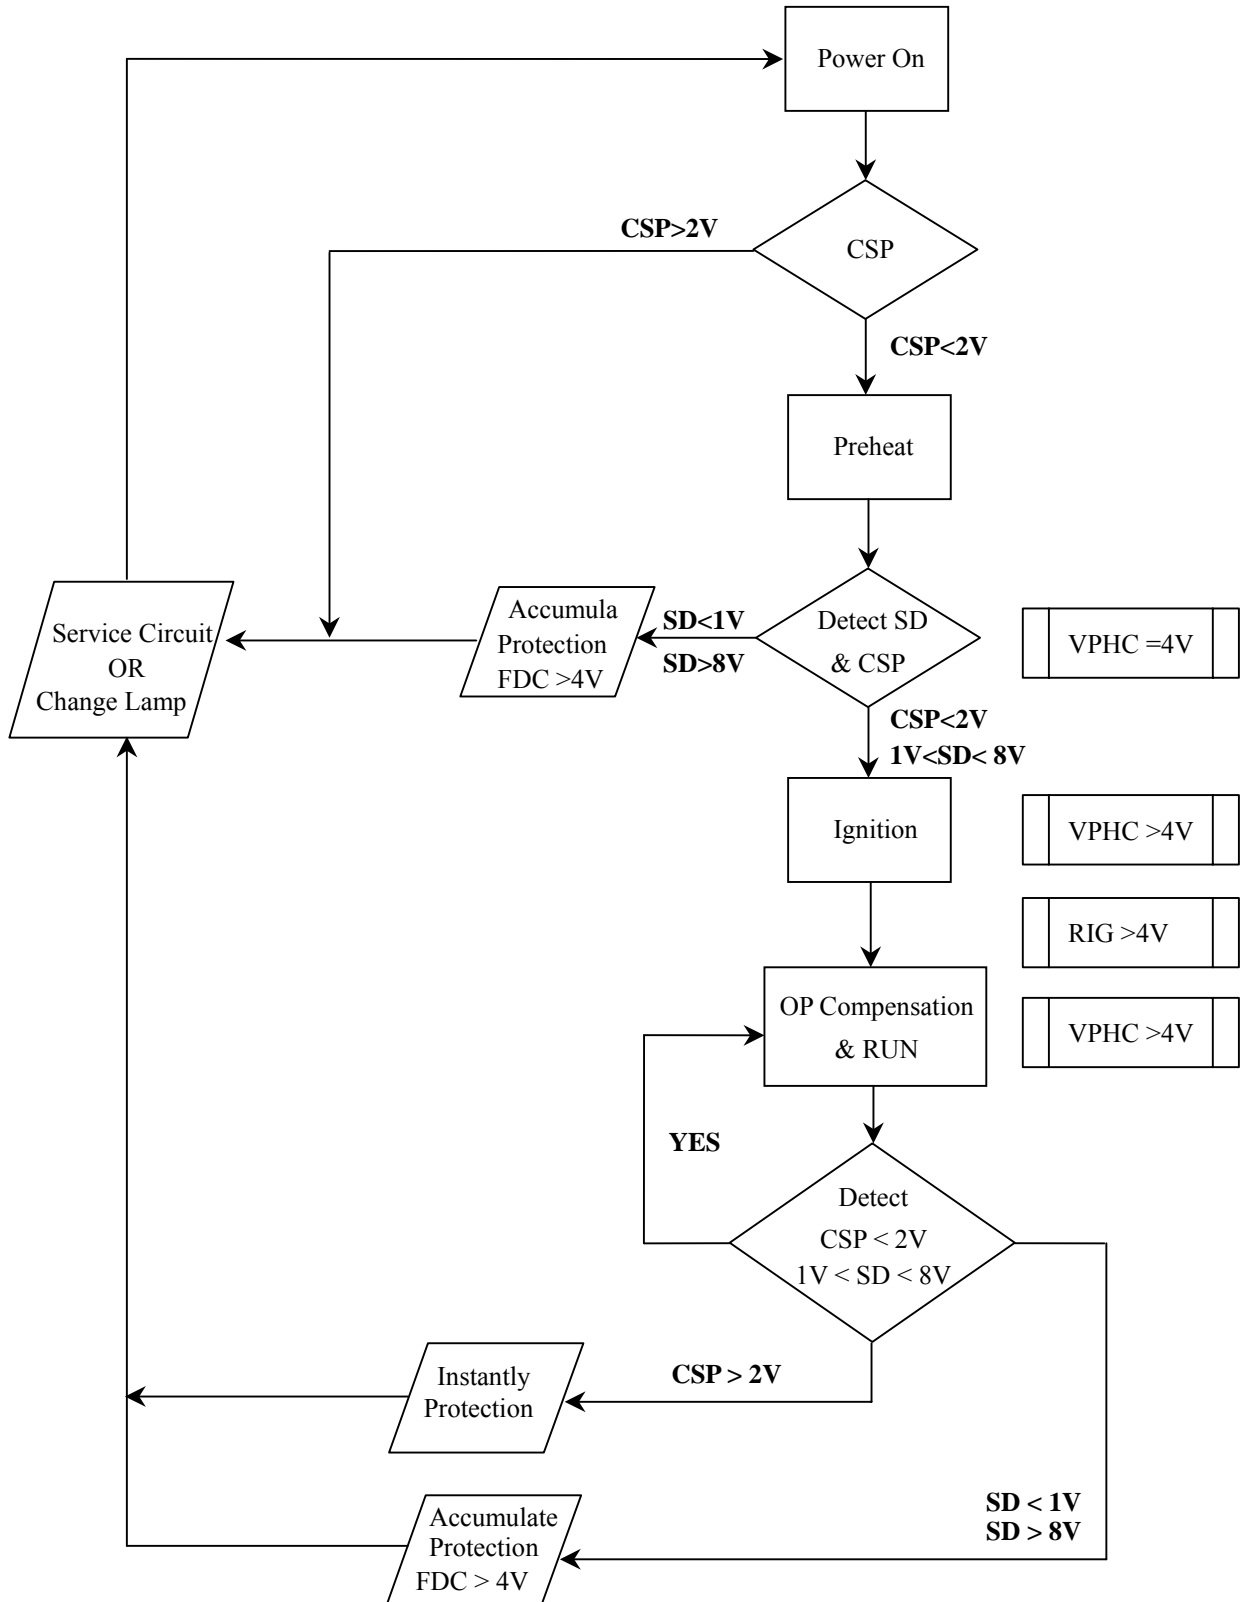 Power On
CSP>2V
CSP
CSP<2V
Preheat
Service Circuit
OR
Change Lamp
Accumula
Protection
FDC >4V
SD<1V
SD>8V
Detect SD
& CSP
VPHC =4V
CSP<2V
1V<SD< 8V
Ignition
VPHC >4V
RIG >4V
OP Compensation
& RUN
VPHC >4V
YES
Detect
CSP < 2V
1V < SD < 8V
Instantly
Protection
CSP > 2V
Accumulate
Protection
FDC > 4V
SD < 1V
SD > 8V